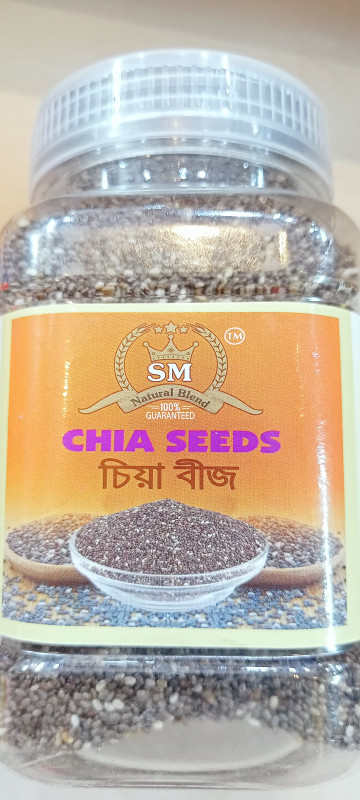 SM
TM
Natural Blend
100%
GUARANTEED
CHIA SEEDS
চিয়া বীজ